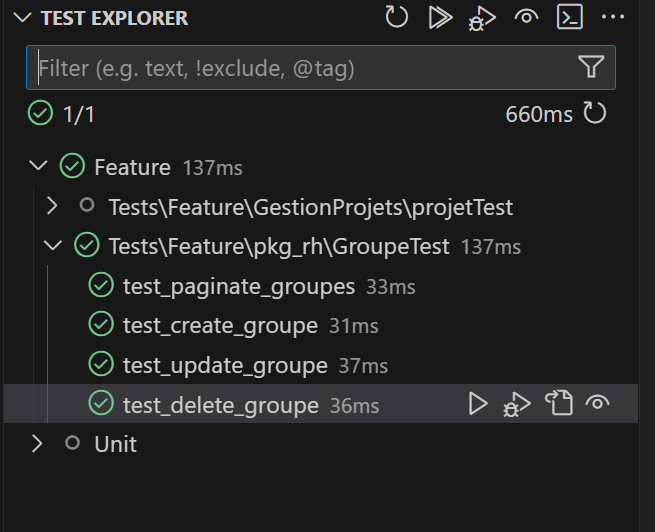 TEST EXPLORER
Filter (e.g. text, !exclude, @tag)
1/1 660ms
Feature 137ms
Tests\Feature\GestionProjets\projetTest
Tests\Feature\pkg_rh\GroupeTest 137ms
test_paginate_groupes 33ms
test_create_groupe 31ms
test_update_groupe 37ms
test_delete_groupe 36ms
Unit